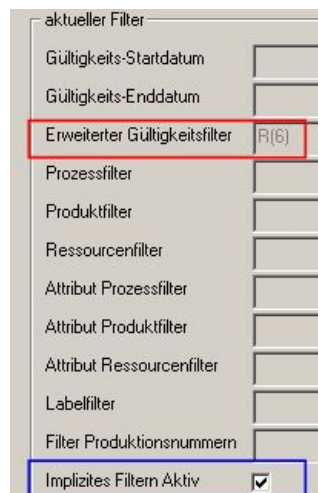 aktueller Filter
Gültigkeits-Startdatum
Gültigkeits-Enddatum
Erweiterter Gültigkeitsfilter R(6)
Prozessfilter
Produktfilter
Ressourcenfilter
Attribut Prozessfilter
Attribut Produktfilter
Attribut Ressourcenfilter
Labelfilter
Filter Produktionsnummern
Implizites Filtern Aktiv